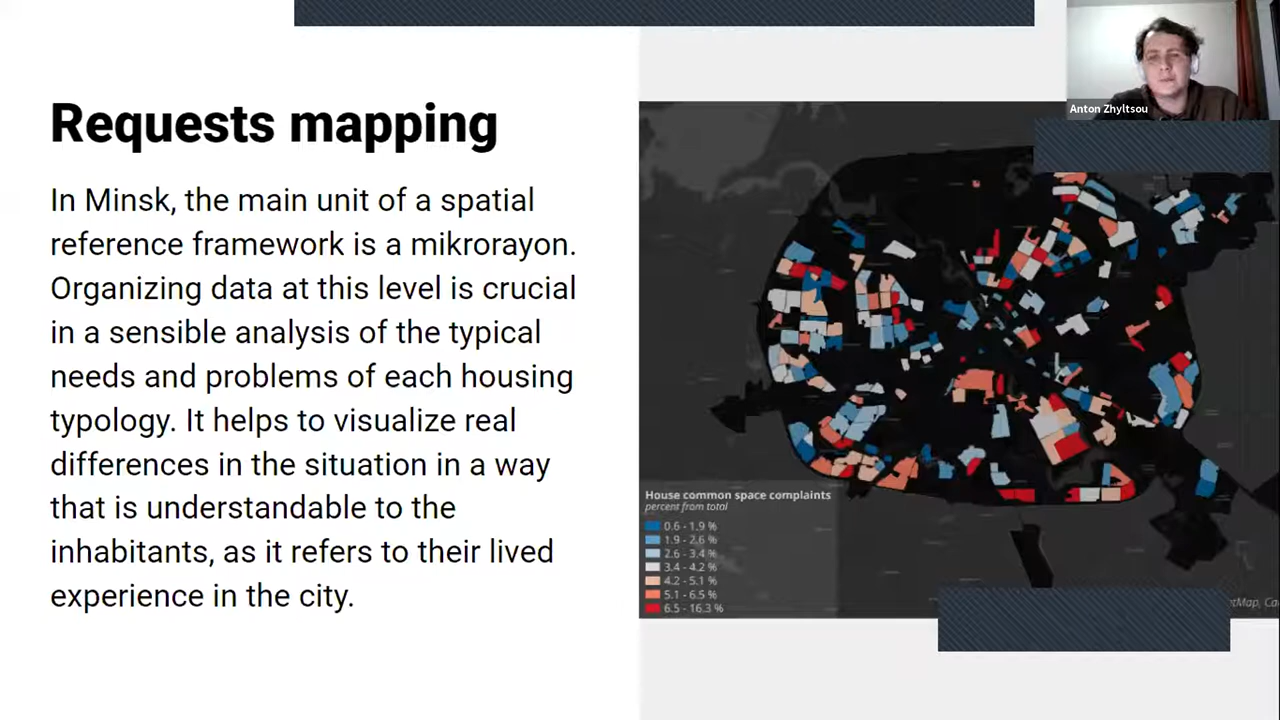 Anton Zhyltsou
Requests mapping
In Minsk, the main unit of a spatial
reference framework is a mikrorayon.
Organizing data at this level is crucial
in a sensible analysis of the typical
needs and problems of each housing
typology. It helps to visualize real
differences in the situation in a way
that is understandable to the
inhabitants, as it refers to their lived
experience in the city.
House common space complaints
percent from total
0.6 - 1.9 %
1.9 - 2.6 %
2.6 - 3.4 %
3.4 - 4.2 %
4.2 - 5.1 %
5.1 - 6.5 %
6.5 - 16.3 %